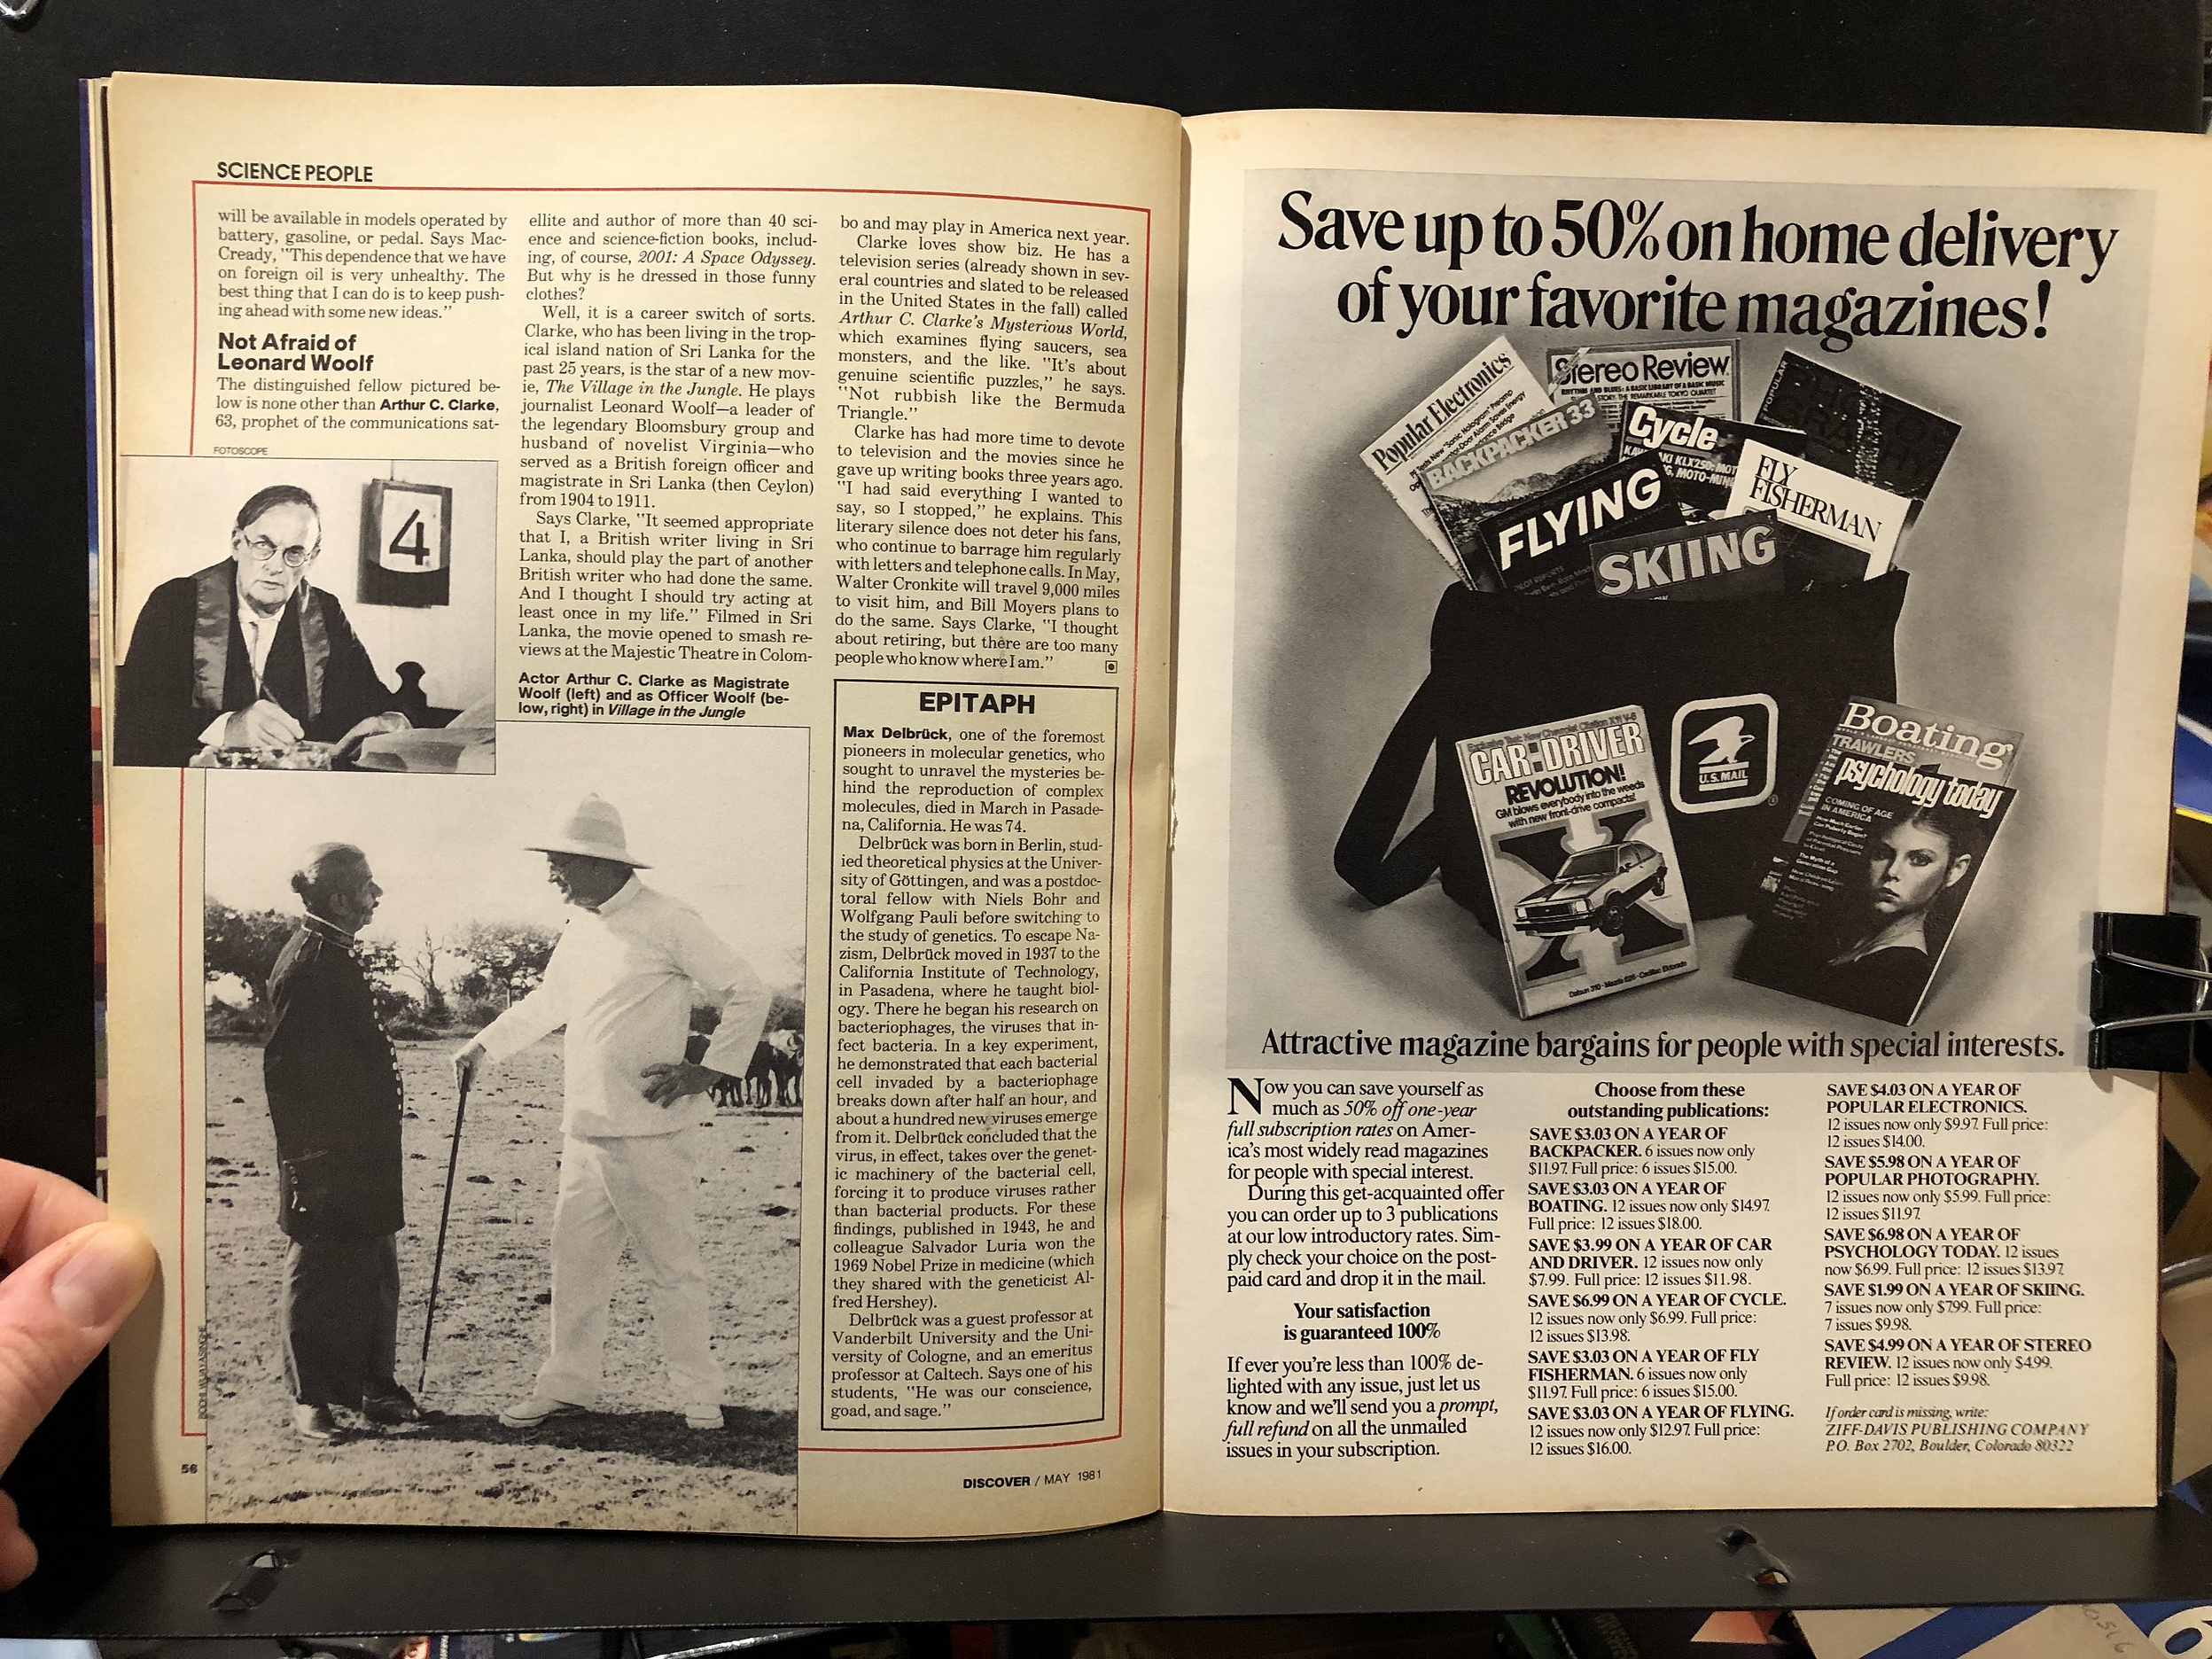 SCIENCE PEOPLE
will be available in models operated by
battery, gasoline, or pedal. Says Mac-
Cready, "This dependence that we have
on foreign oil is very unhealthy. The
best thing that I can do is to keep push-
ing ahead with some new ideas."
Not Afraid of
Leonard Woolf
The distinguished fellow pictured be-
low is none other than Arthur C. Clarke,
63, prophet of the communications sat-
FOTOSCOPE
4
ellite and author of more than 40 sci-
ence and science-fiction books, includ-
ing, of course, 2001: A Space Odyssey.
But why is he dressed in those funny
clothes?
Well, it is a career switch of sorts.
Clarke, who has been living in the trop-
ical island nation of Sri Lanka for the
past 25 years, is the star of a new mov-
ie, The Village in the Jungle. He plays
journalist Leonard Woolf—a leader of
the legendary Bloomsbury group and
husband of novelist Virginia—who
served as a British foreign officer and
magistrate in Sri Lanka (then Ceylon)
from 1904 to 1911.
Says Clarke, "It seemed appropriate
that I, a British writer living in Sri
Lanka, should play the part of another
British writer who had done the same.
And I thought I should try acting at
least once in my life." Filmed in Sri
Lanka, the movie opened to smash re-
views at the Majestic Theatre in Colom-
Actor Arthur C. Clarke as Magistrate
Woolf (left) and as Officer Woolf (be-
low, right) in Village in the Jungle
bo and may play in America next year.
Clarke loves show biz. He has a
television series (already shown in sev-
eral countries and slated to be released
in the United States in the fall) called
Arthur C. Clarke's Mysterious World,
which examines flying saucers, sea
monsters, and the like. "It's about
genuine scientific puzzles," he says.
"Not rubbish like the Bermuda
Triangle."
Clarke has had more time to devote
to television and the movies since he
gave up writing books three years ago.
"I had said everything I wanted to
say, so I stopped," he explains. This
literary silence does not deter his fans,
who continue to barrage him regularly
with letters and telephone calls. In May,
Walter Cronkite will travel 9,000 miles
to visit him, and Bill Moyers plans to
do the same. Says Clarke, "I thought
about retiring, but there are too many
people who know where I am."
EPITAPH
Max Delbrück, one of the foremost
pioneers in molecular genetics, who
sought to unravel the mysteries be-
hind the reproduction of complex
molecules, died in March in Pasade-
na, California. He was 74.
Delbrück was born in Berlin, stud-
ied theoretical physics at the Univer-
sity of Göttingen, and was a postdoc-
toral fellow with Niels Bohr and
Wolfgang Pauli before switching to
the study of genetics. To escape Na-
zism, Delbrück moved in 1937 to the
California Institute of Technology,
in Pasadena, where he taught biol-
ogy. There he began his research on
bacteriophages, the viruses that in-
fect bacteria. In a key experiment,
he demonstrated that each bacterial
cell invaded by a bacteriophage
breaks down after half an hour, and
about a hundred new viruses emerge
from it. Delbrück concluded that the
virus, in effect, takes over the genet-
ic machinery of the bacterial cell,
forcing it to produce viruses rather
than bacterial products. For these
findings, published in 1943, he and
colleague Salvador Luria won the
1969 Nobel Prize in medicine (which
they shared with the geneticist Al-
fred Hershey).
Delbrück was a guest professor at
Vanderbilt University and the Uni-
versity of Cologne, and an emeritus
professor at Caltech. Says one of his
students, "He was our conscience,
goad, and sage."
56
DISCOVER / MAY 1981
Save up to 50% on home delivery
of your favorite magazines!
Popular Electronics
Stereo Review
BACKPACKER 33
Cycle
FLY
FISHERMAN
FLYING
SKIING
U.S. MAIL
CAR and DRIVER
REVOLUTION!
GM blows everybody into the weeds
with new front-drive compacts!
Boating
TRAWLERS
psychology today
COMING OF AGE
IN AMERICA
Attractive magazine bargains for people with special interests.
Now you can save yourself as
much as 50% off one-year
full subscription rates on Amer-
ica's most widely read magazines
for people with special interest.
During this get-acquainted offer
you can order up to 3 publications
at our low introductory rates. Sim-
ply check your choice on the post-
paid card and drop it in the mail.
Your satisfaction
is guaranteed 100%
If ever you're less than 100% de-
lighted with any issue, just let us
know and we'll send you a prompt,
full refund on all the unmailed
issues in your subscription.
Choose from these
outstanding publications:
SAVE $3.03 ON A YEAR OF
BACKPACKER. 6 issues now only
$11.97. Full price: 6 issues $15.00.
SAVE $3.03 ON A YEAR OF
BOATING. 12 issues now only $14.97.
Full price: 12 issues $18.00.
SAVE $3.99 ON A YEAR OF CAR
AND DRIVER. 12 issues now only
$7.99. Full price: 12 issues $11.98.
SAVE $6.99 ON A YEAR OF CYCLE.
12 issues now only $6.99. Full price:
12 issues $13.98.
SAVE $3.03 ON A YEAR OF FLY
FISHERMAN. 6 issues now only
$11.97. Full price: 6 issues $15.00.
SAVE $3.03 ON A YEAR OF FLYING.
12 issues now only $12.97. Full price:
12 issues $16.00.
SAVE $4.03 ON A YEAR OF
POPULAR ELECTRONICS.
12 issues now only $9.97. Full price:
12 issues $14.00.
SAVE $5.98 ON A YEAR OF
POPULAR PHOTOGRAPHY.
12 issues now only $5.99. Full price:
12 issues $11.97.
SAVE $6.98 ON A YEAR OF
PSYCHOLOGY TODAY. 12 issues
now $6.99. Full price: 12 issues $13.97.
SAVE $1.99 ON A YEAR OF SKIING.
7 issues now only $7.99. Full price:
7 issues $9.98.
SAVE $4.99 ON A YEAR OF STEREO
REVIEW. 12 issues now only $4.99.
Full price: 12 issues $9.98.
If order card is missing, write:
ZIFF-DAVIS PUBLISHING COMPANY
P.O. Box 2702, Boulder, Colorado 80322